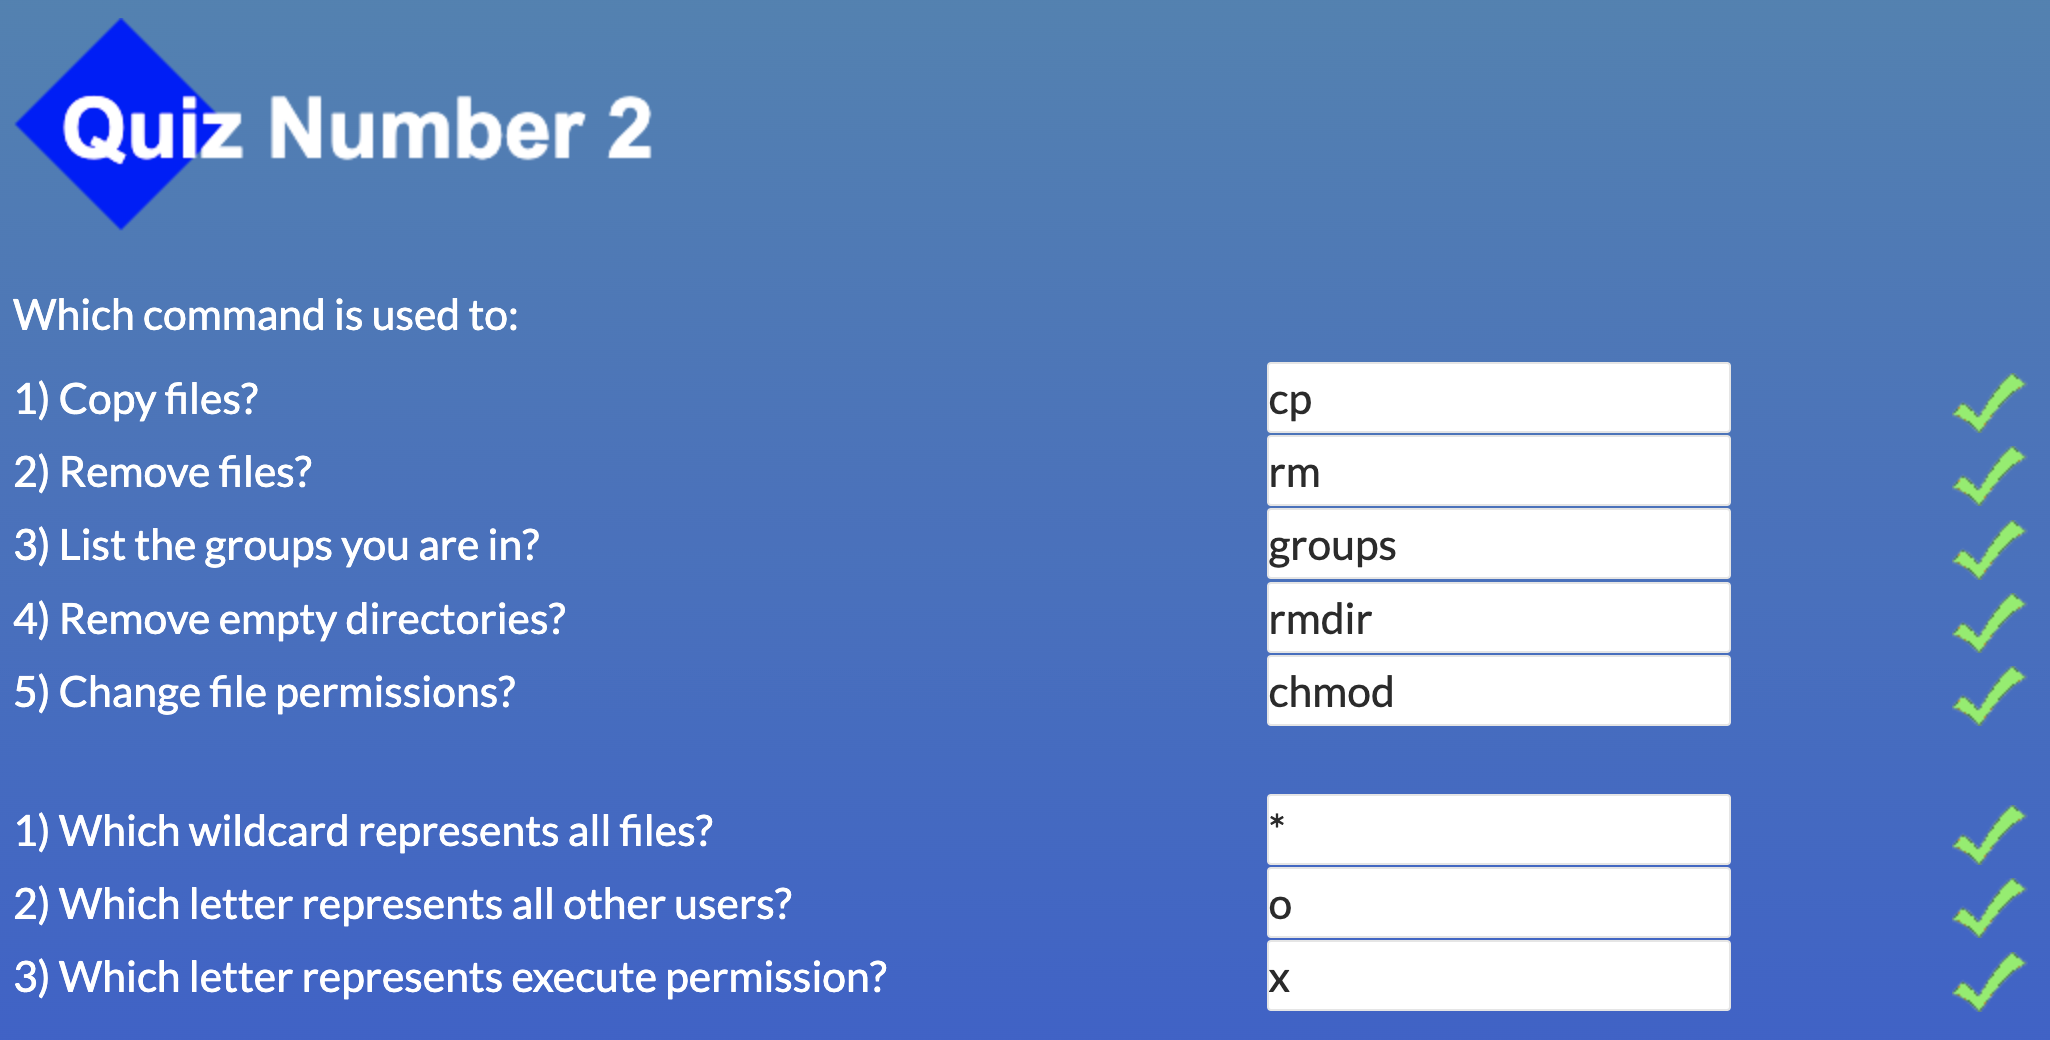 Quiz Number 2
Which command is used to:
1) Copy files? cp
2) Remove files? rm
3) List the groups you are in? groups
4) Remove empty directories? rmdir
5) Change file permissions? chmod
1) Which wildcard represents all files? *
2) Which letter represents all other users? o
3) Which letter represents execute permission? x